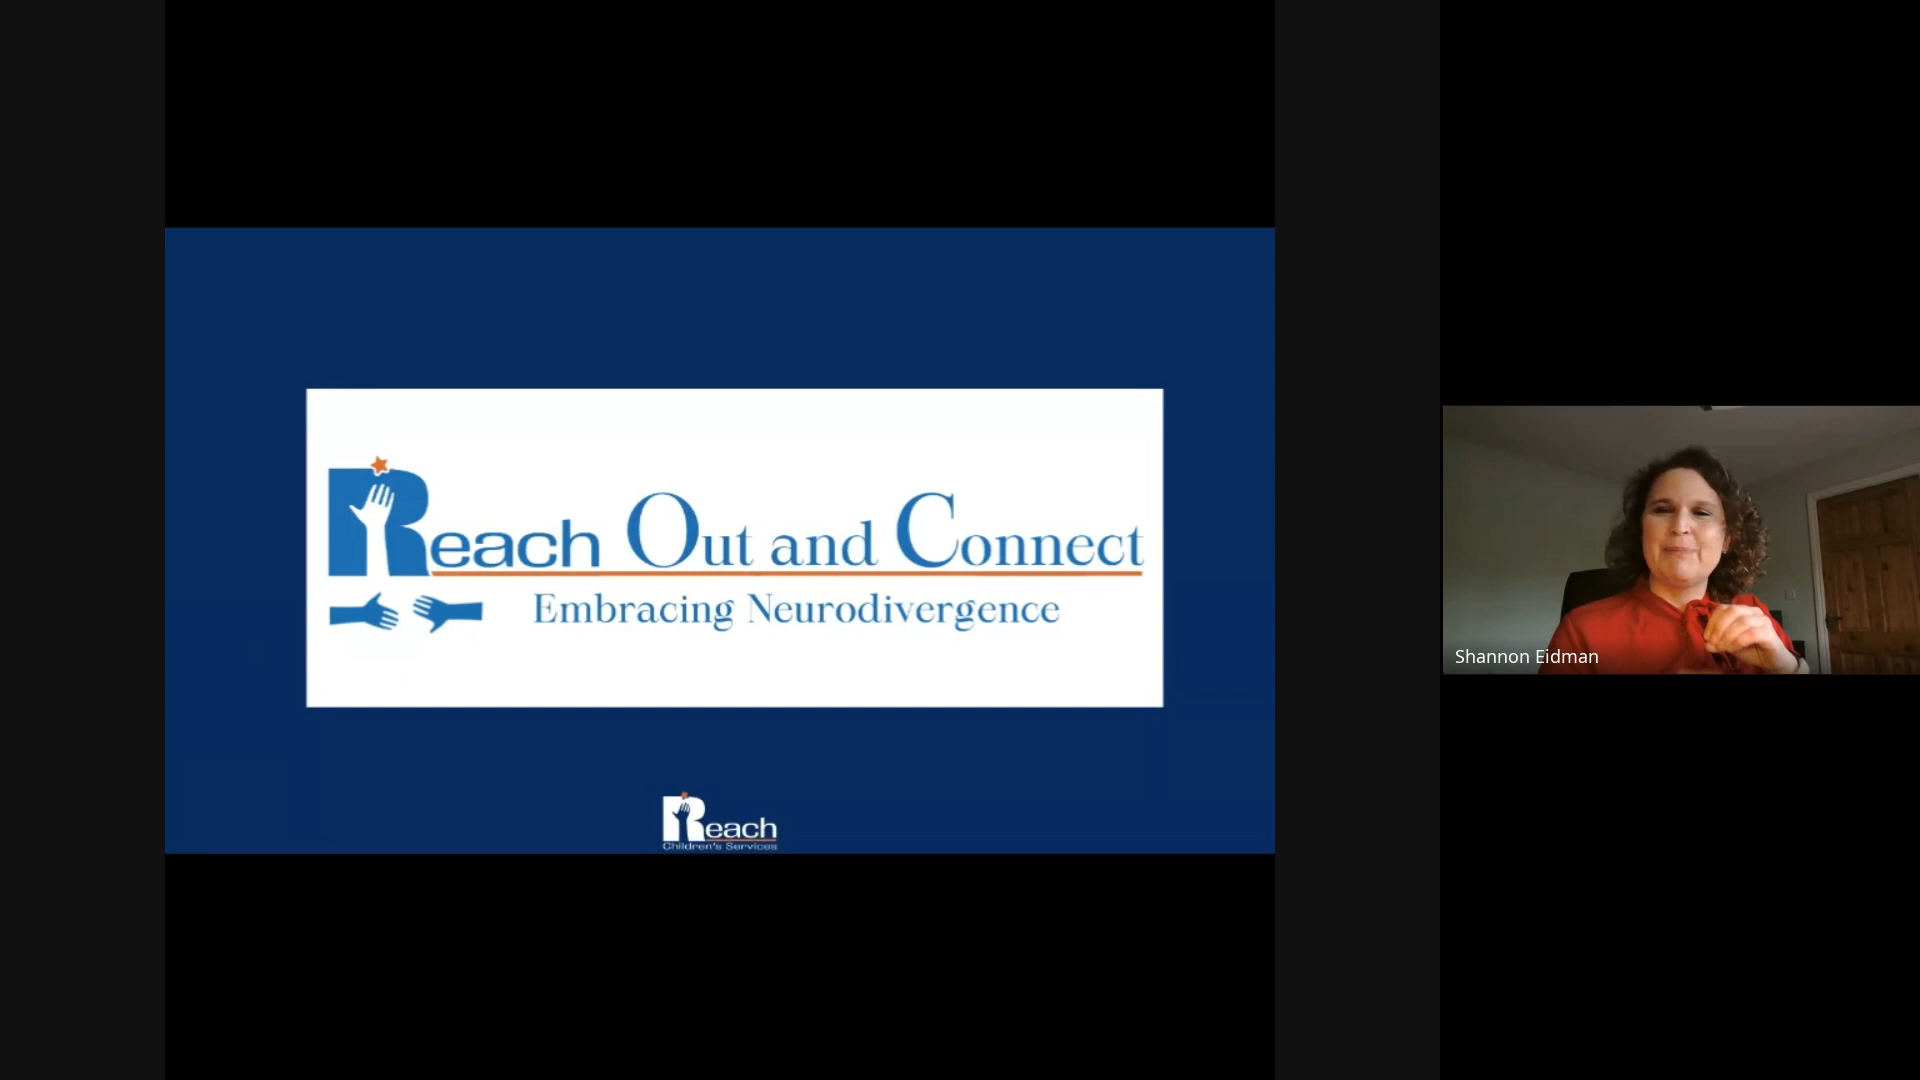 Reach Out and Connect
Embracing Neurodivergence
Reach
Children's Services
Shannon Eidman